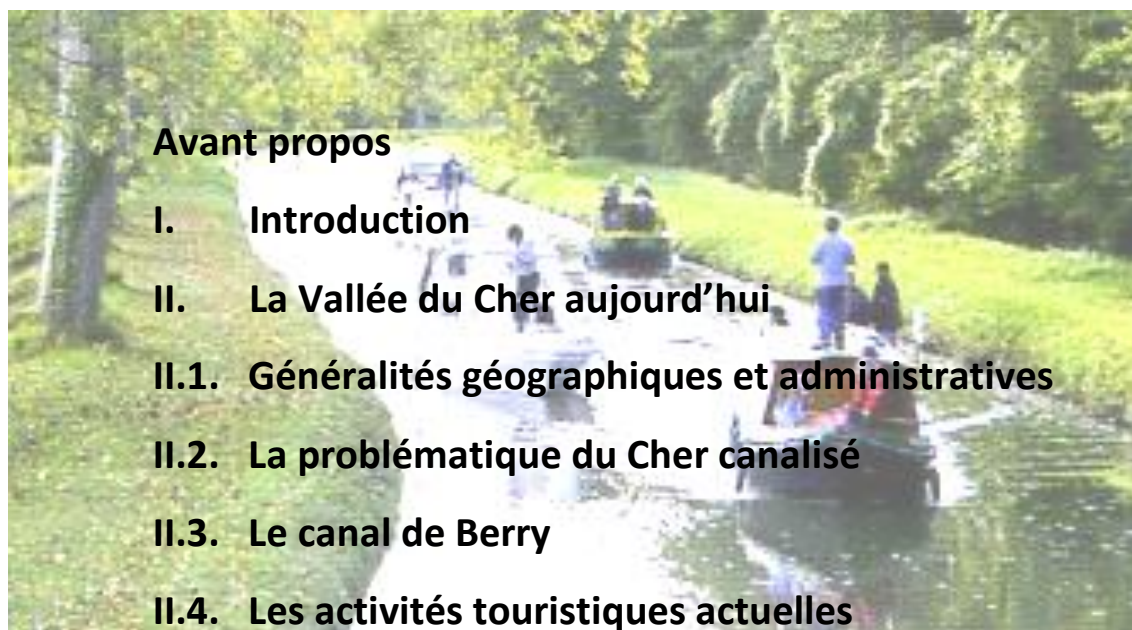 Avant propos
I. Introduction
II. La Vallée du Cher aujourd’hui
II.1. Généralités géographiques et administratives
II.2. La problématique du Cher canalisé
II.3. Le canal de Berry
II.4. Les activités touristiques actuelles